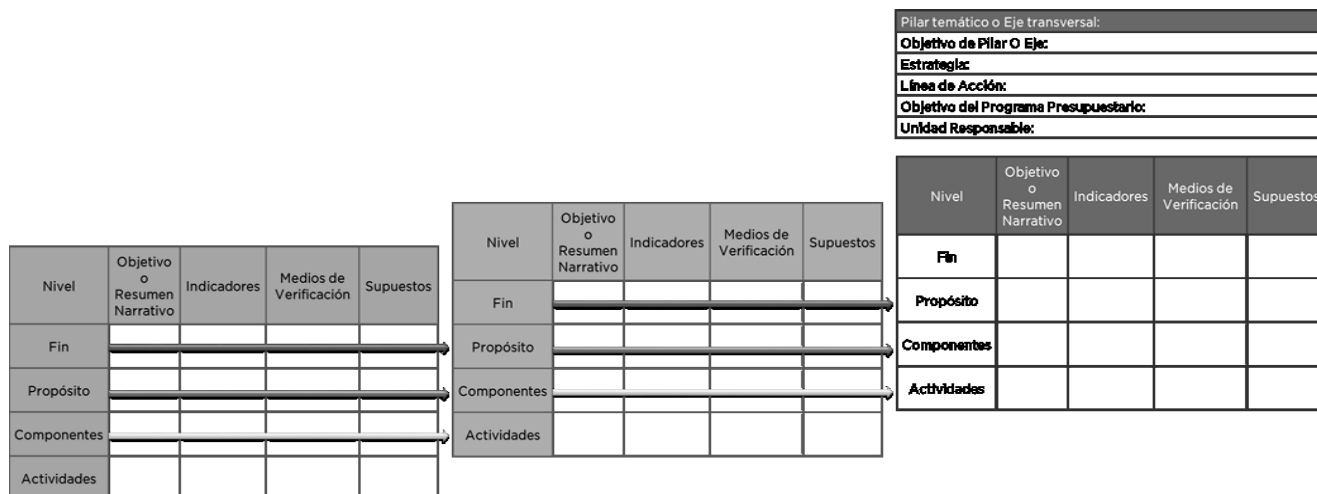 Pilar temático o Eje transversal:
Objetivo de Pilar O Eje:
Estrategia:
Línea de Acción:
Objetivo del Programa Presupuestario:
Unidad Responsable:
Nivel
Objetivo
o
Resumen
Narrativo
Indicadores
Medios de
Verificación
Supuestos
Fin
Propósito
Componentes
Actividades
Nivel
Objetivo
o
Resumen
Narrativo
Indicadores
Medios de
Verificación
Supuestos
Fin
Propósito
Componentes
Actividades
Nivel
Objetivo
o
Resumen
Narrativo
Indicadores
Medios de
Verificación
Supuestos
Fin
Propósito
Componentes
Actividades